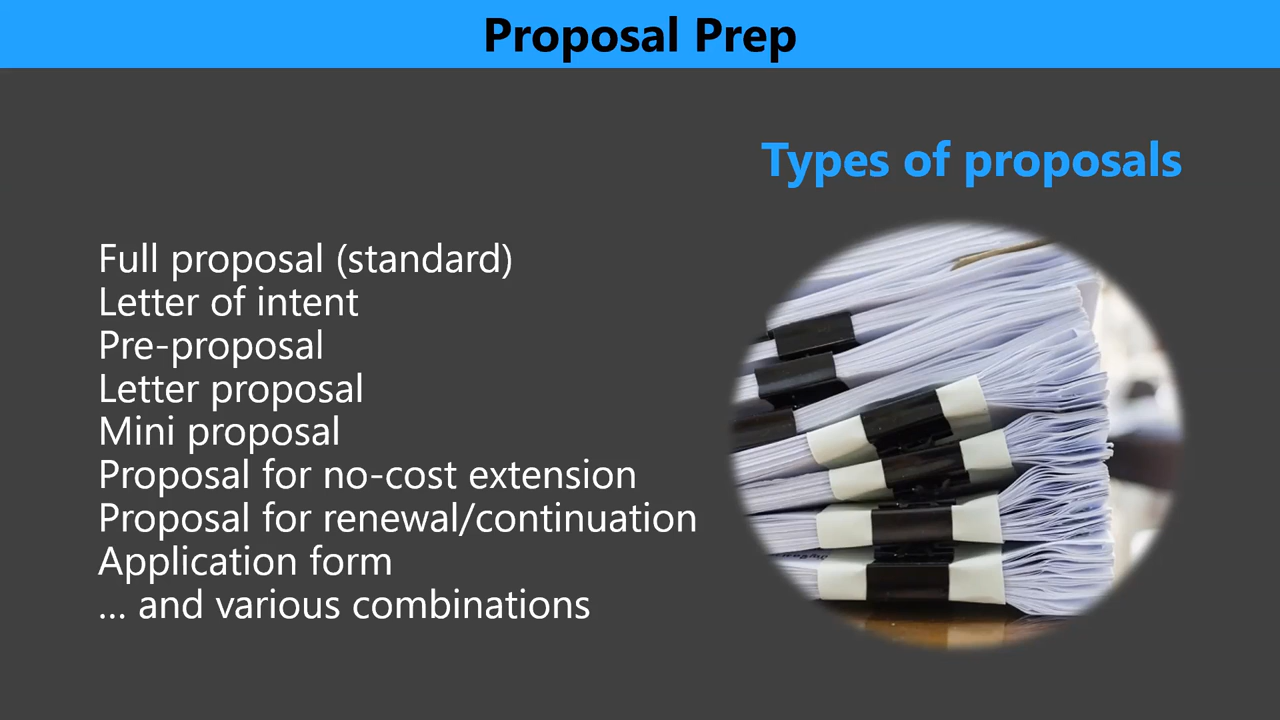 Proposal Prep
Types of proposals
Full proposal (standard)
Letter of intent
Pre-proposal
Letter proposal
Mini proposal
Proposal for no-cost extension
Proposal for renewal/continuation
Application form
... and various combinations